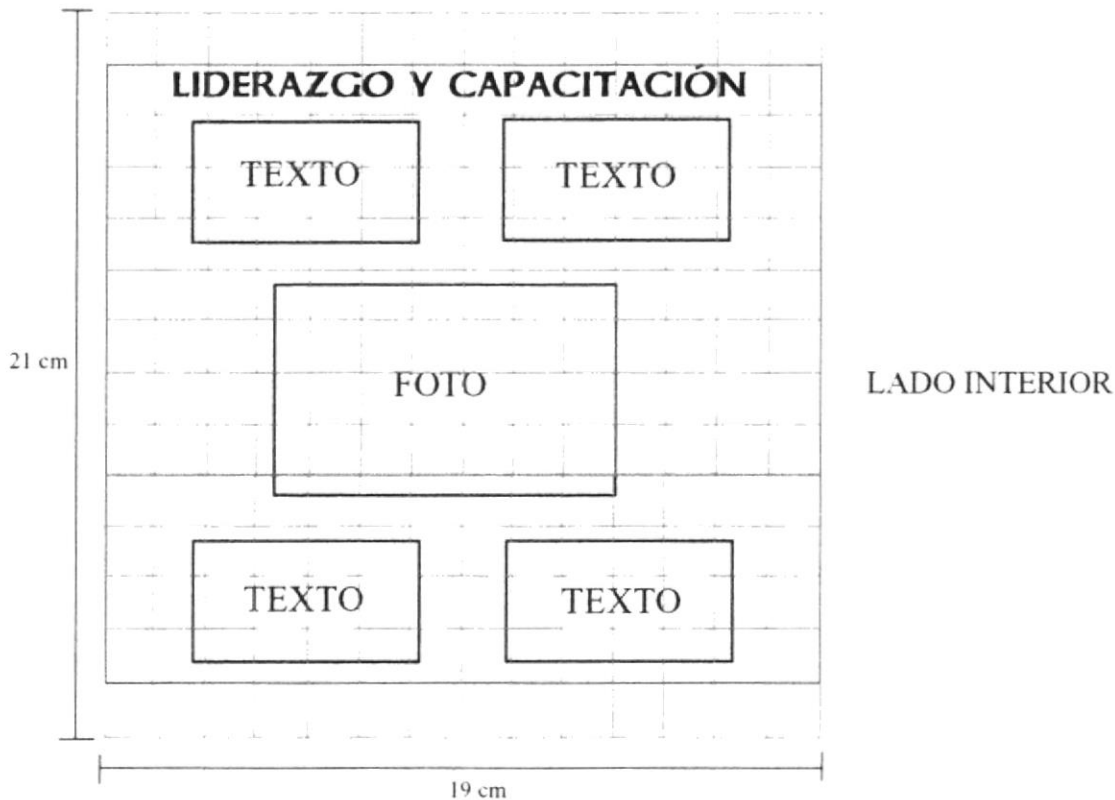 LIDERAZGO Y CAPACITACIÓN
TEXTO
TEXTO
21 cm
FOTO
LADO INTERIOR
TEXTO
TEXTO
19 cm